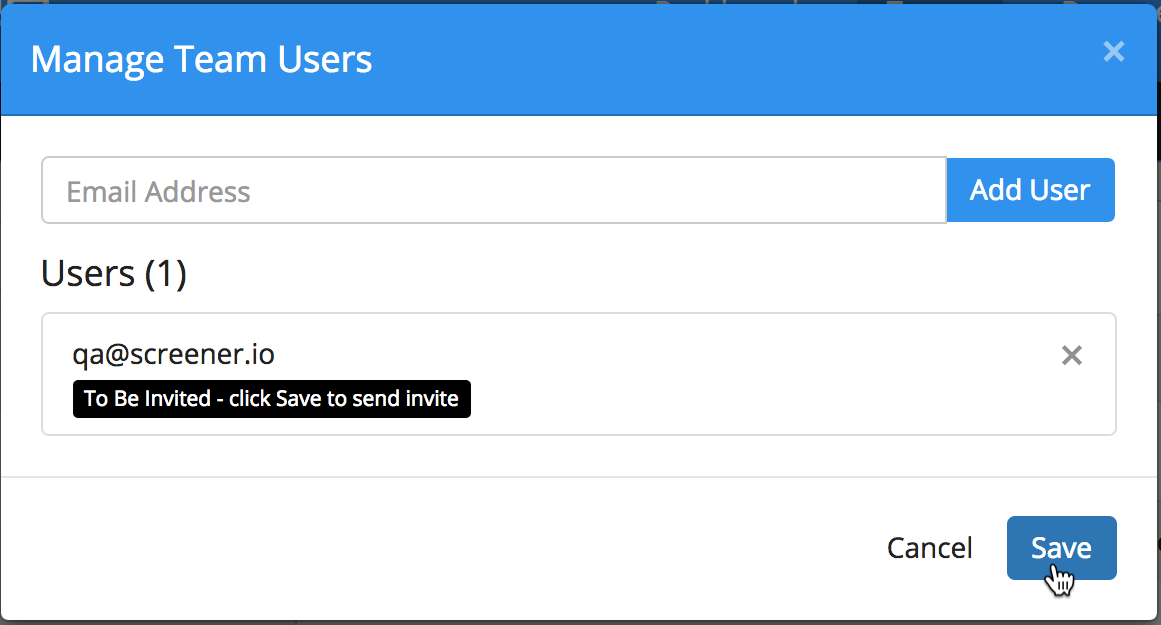 Manage Team Users
×
Email Address
Add User
Users (1)
qa@screener.io
×
To Be Invited - click Save to send invite
Cancel
Save